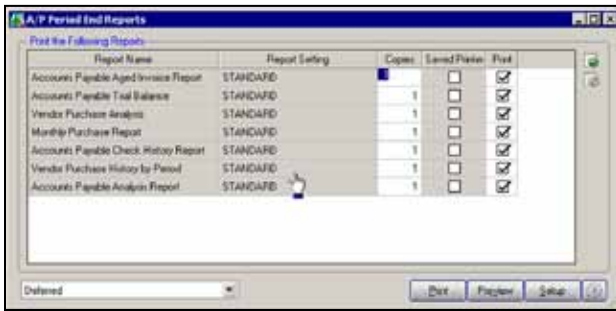 A/P Period End Reports
Print the Following Reports
Report Name Report Setting Copies Saved Printer Print
Accounts Payable Aged Invoice Report STANDARD
Accounts Payable Trial Balance STANDARD 1
Vendor Purchase Analysis STANDARD 1
Monthly Purchase Report STANDARD 1
Accounts Payable Check History Report STANDARD 1
Vendor Purchase History by Period STANDARD 1
Accounts Payable Analysis Report STANDARD 1
Deferred
Print Preview Setup